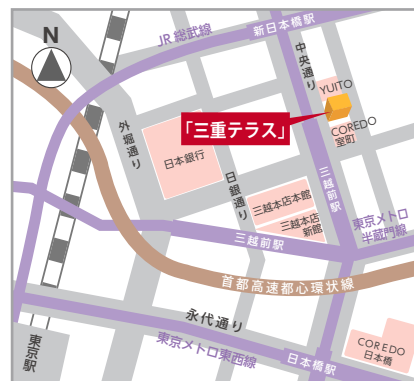 N
JR 総武線
新日本橋駅
中央通り
YUITO
外堀通り
「三重テラス」
COREDO
室町
日本銀行
日銀通り
三越本店本館
三越本店
新館
三越前駅
三越前駅
東京メトロ
半蔵門線
首都高速都心環状線
永代通り
東京メトロ東西線
東京駅
日本橋駅
COREDO
日本橋